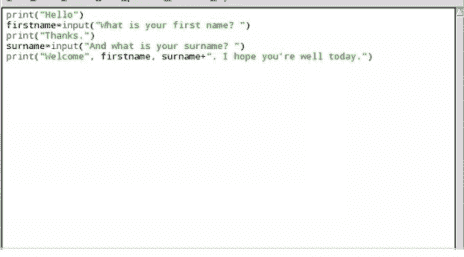 print("Hello")
firstname=input("What is your first name? ")
print("Thanks.")
surname=input("And what is your surname? ")
print("Welcome", firstname, surname+". I hope you're well today.")